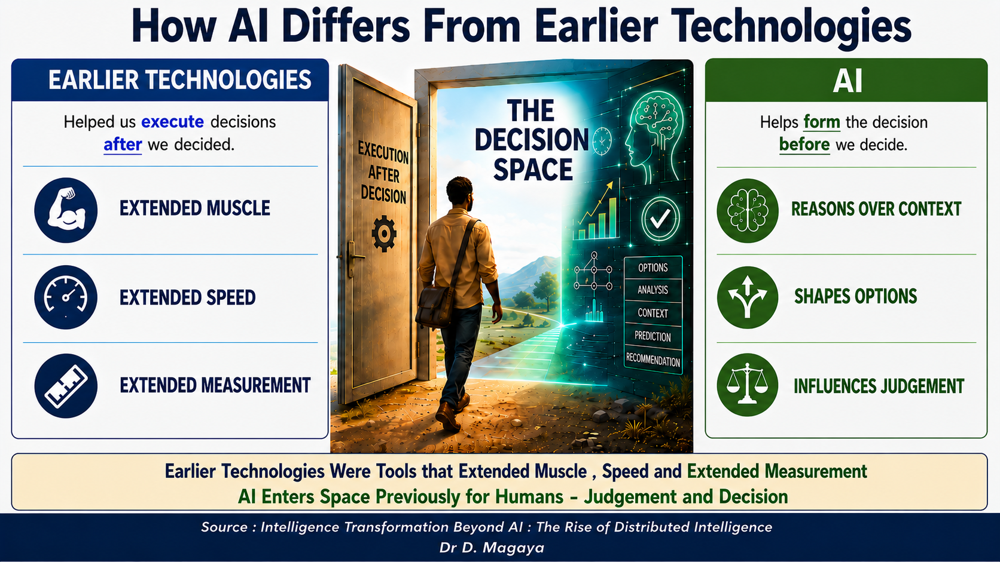 How AI Differs From Earlier Technologies
EARLIER TECHNOLOGIES
Helped us execute decisions
after we decided.
EXTENDED MUSCLE
EXTENDED SPEED
EXTENDED MEASUREMENT
EXECUTION
AFTER
DECISION
THE
DECISION
SPACE
OPTIONS
ANALYSIS
CONTEXT
PREDICTION
RECOMMENDATION
AI
Helps form the decision
before we decide.
REASONS OVER CONTEXT
SHAPES OPTIONS
INFLUENCES JUDGEMENT
Earlier Technologies Were Tools that Extended Muscle , Speed and Extended Measurement
AI Enters Space Previously for Humans – Judgement and Decision
Source : Intelligence Transformation Beyond AI : The Rise of Distributed Intelligence
Dr D. Magaya